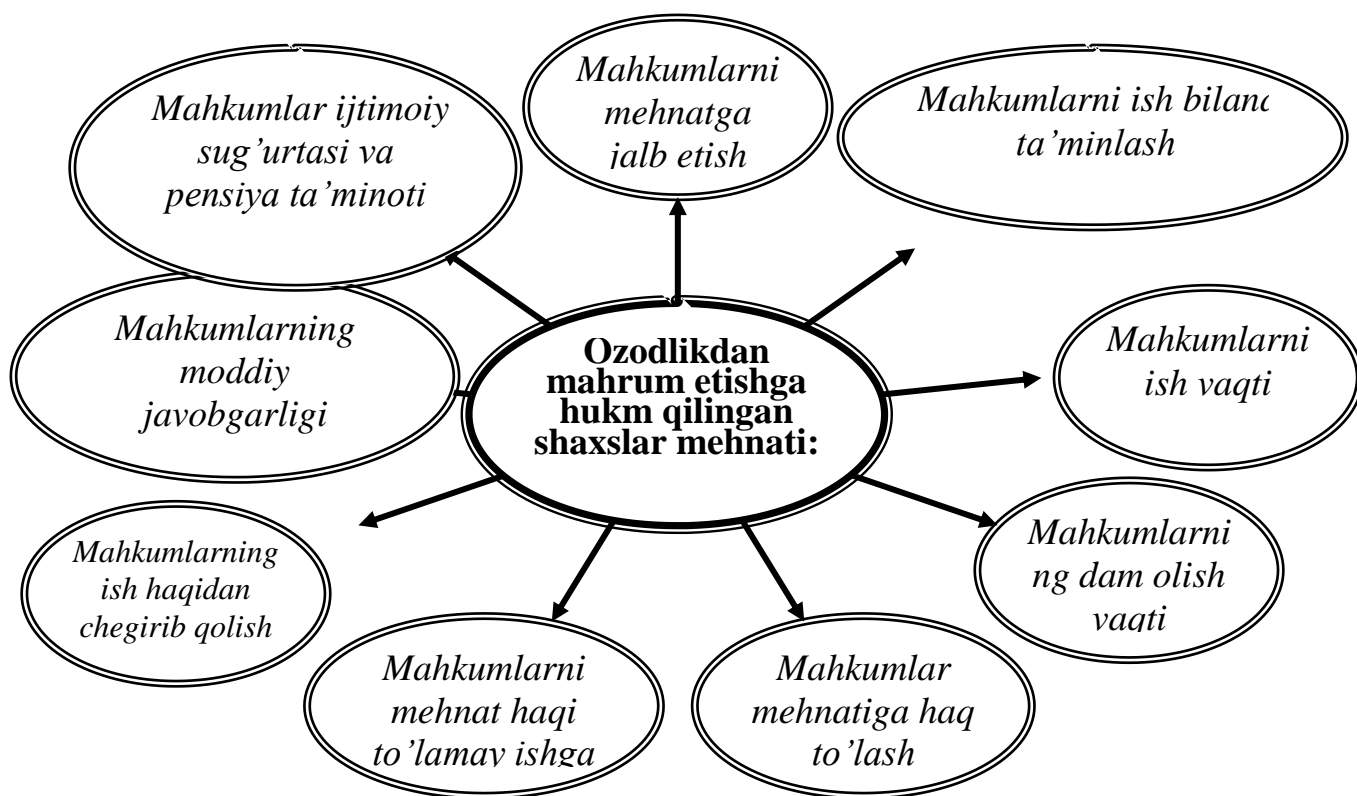 Mahkumlar ijtimoiy
sug’urtasi va
pensiya ta’minoti
Mahkumlarni
mehnatga
jalb etish
Mahkumlarni ish bilanc
ta’minlash
Mahkumlarning
moddiy
javobgarligi
Ozodlikdan
mahrum etishga
hukm qilingan
shaxslar mehnati:
Mahkumlarni
ish vaqti
Mahkumlarning
ish haqidan
chegirib qolish
Mahkumlarni
mehnat haqi
to’lamay ishga
Mahkumlar
mehnatiga haq
to’lash
Mahkumlarni
ng dam olish
vaqti